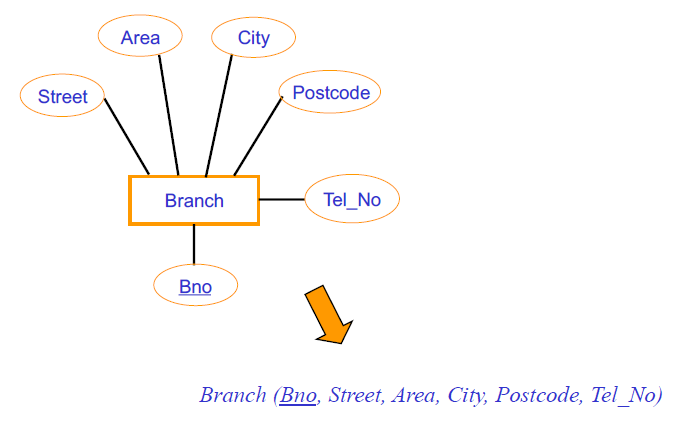 Area
City
Street
Postcode
Branch
Tel_No
Bno
Branch (Bno, Street, Area, City, Postcode, Tel_No)